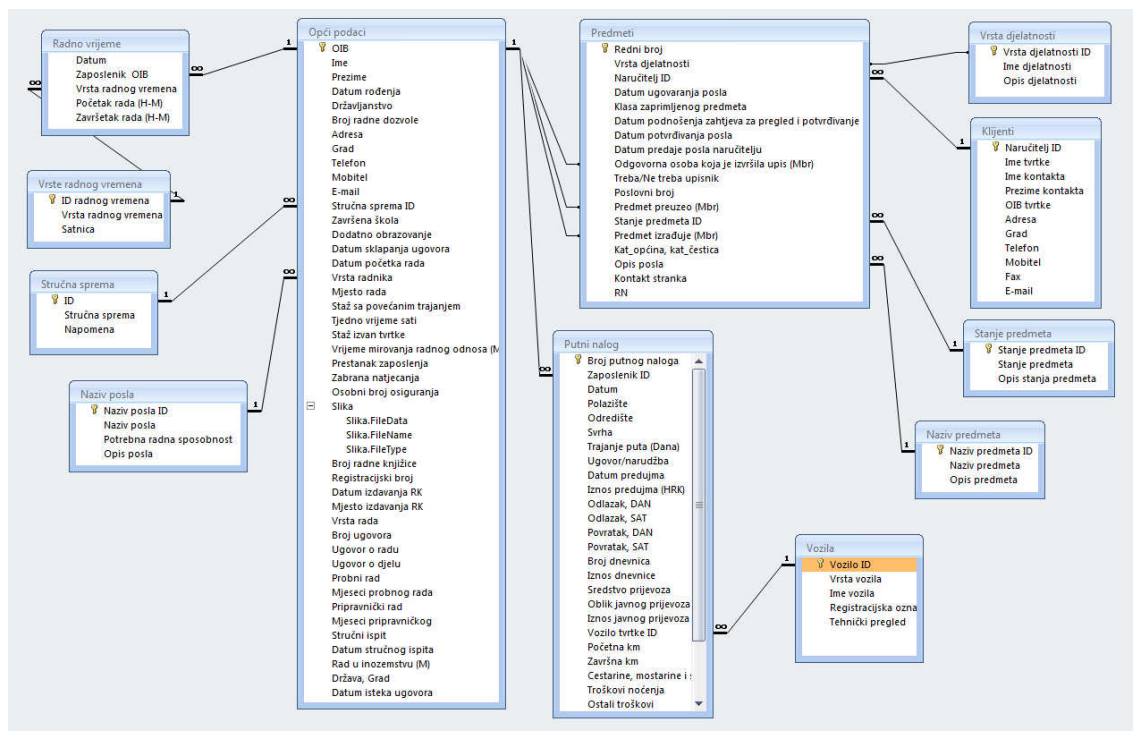 Radno vrijeme
Datum
Zaposlenik OIB
Vrsta radnog vremena
Početak rada (H-M)
Završetak rada (H-M)
Vrste radnog vremena
ID radnog vremena
Vrsta radnog vremena
Satnica
Stručna sprema
ID
Stručna sprema
Napomena
Naziv posla
Naziv posla ID
Naziv posla
Potrebna radna sposobnost
Opis posla
Opći podaci
OIB
Ime
Prezime
Datum rođenja
Državljanstvo
Broj radne dozvole
Adresa
Grad
Telefon
Mobitel
E-mail
Stručna sprema ID
Završena škola
Dodatno obrazovanje
Datum sklapanja ugovora
Datum početka rada
Vrsta radnika
Mjesto rada
Staž sa povećanim trajanjem
Tjedno vrijeme sati
Staž izvan tvrtke
Vrijeme mirovanja radnog odnosa (M
Prestanak zaposlenja
Zabrana natjecanja
Osobni broj osiguranja
Slika
Slika.FileData
Slika.FileName
Slika.FileType
Broj radne knjižice
Registracijski broj
Datum izdavanja RK
Mjesto izdavanja RK
Vrsta rada
Broj ugovora
Ugovor o radu
Ugovor o djelu
Probni rad
Mjeseci probnog rada
Pripravnički rad
Mjeseci pripravničkog
Stručni ispit
Datum stručnog ispita
Rad u inozemstvu (M)
Država, Grad
Datum isteka ugovora
Predmeti
Redni broj
Vrsta djelatnosti
Naručitelj ID
Datum ugovaranja posla
Klasa zaprimljenog predmeta
Datum podnošenja zahtjeva za pregled i potvrđivanje
Datum potvrđivanja posla
Datum predaje posla naručitelju
Odgovorna osoba koja je izvršila upis (Mbr)
Treba/Ne treba upisnik
Poslovni broj
Predmet preuzeo (Mbr)
Stanje predmeta ID
Predmet izrađuje (Mbr)
Kat_općina, kat_čestica
Opis posla
Kontakt stranka
RN
Putni nalog
Broj putnog naloga
Zaposlenik ID
Datum
Polazište
Odredište
Svrha
Trajanje puta (Dana)
Ugovor/narudžba
Datum predujma
Iznos predujma (HRK)
Odlazak, DAN
Odlazak, SAT
Povratak, DAN
Povratak, SAT
Broj dnevnica
Iznos dnevnice
Sredstvo prijevoza
Oblik javnog prijevoza
Iznos javnog prijevoza
Vozilo tvrtke ID
Početna km
Završna km
Cestarine, mostarine i s
Troškovi noćenja
Ostali troškovi
Vrsta djelatnosti
Vrsta djelatnosti ID
Ime djelatnosti
Opis djelatnosti
Klijenti
Naručitelj ID
Ime tvrtke
Ime kontakta
Prezime kontakta
OIB tvrtke
Adresa
Grad
Telefon
Mobitel
Fax
E-mail
Stanje predmeta
Stanje predmeta ID
Stanje predmeta
Opis stanja predmeta
Naziv predmeta
Naziv predmeta ID
Naziv predmeta
Opis predmeta
Vozila
Vozilo ID
Vrsta vozila
Ime vozila
Registracijska ozna
Tehnički pregled
1
∞
∞
1
∞
1
∞
1
1
∞
∞
1
∞
1
∞
1
∞
1